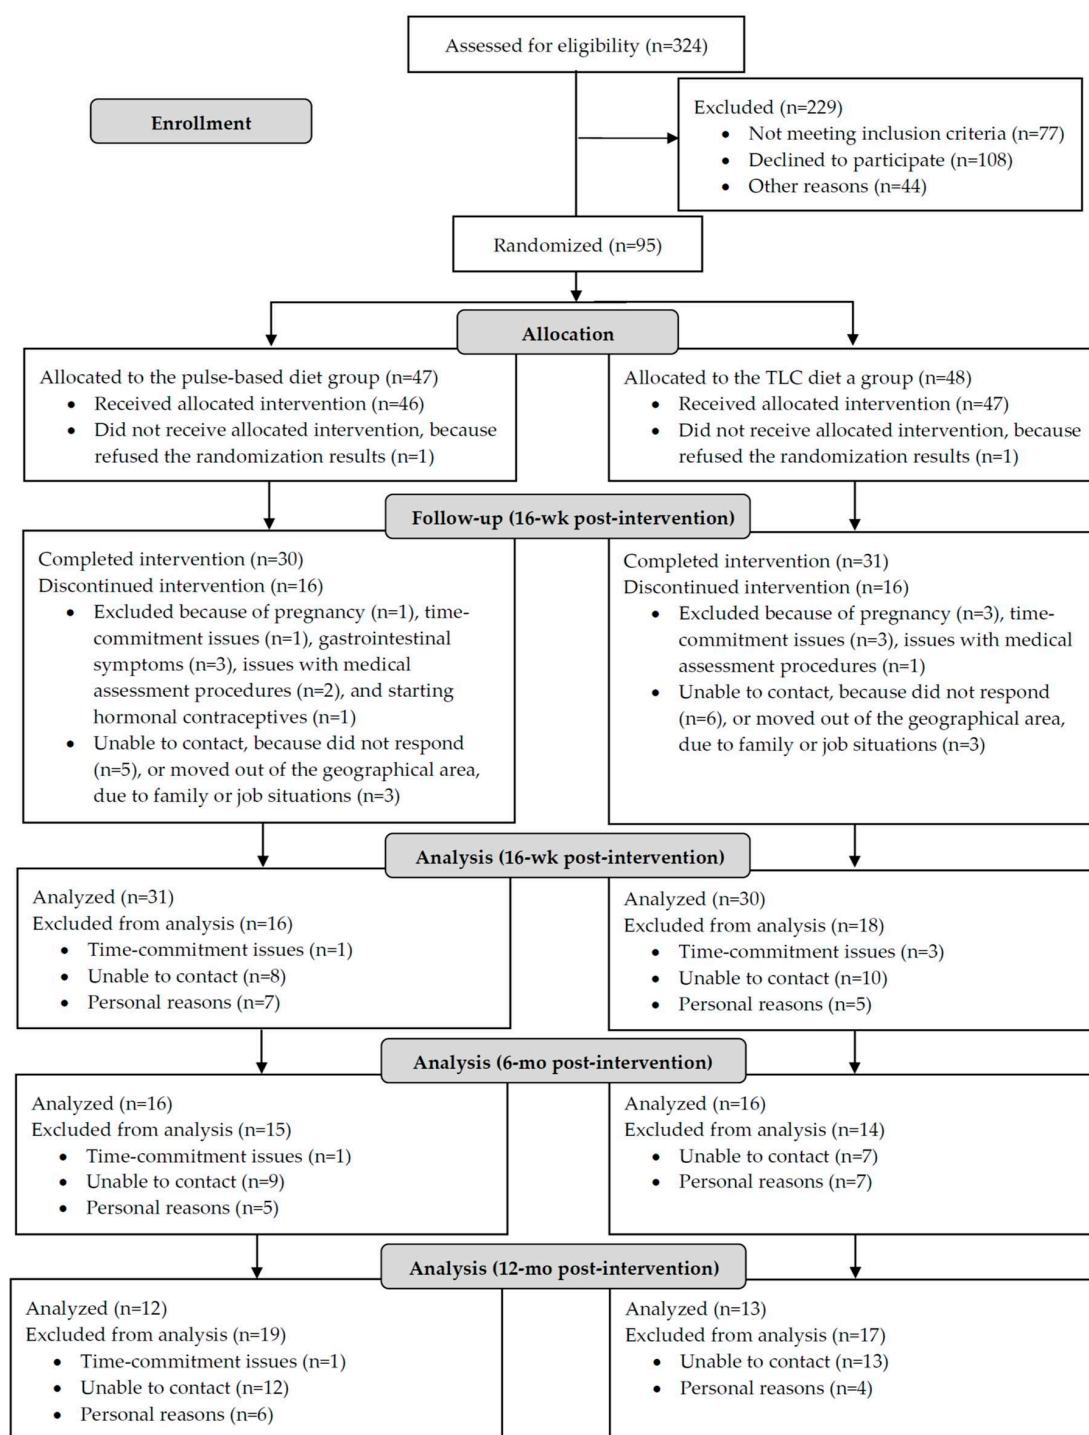 Assessed for eligibility (n=324)
Enrollment
Excluded (n=229)
• Not meeting inclusion criteria (n=77)
• Declined to participate (n=108)
• Other reasons (n=44)
Randomized (n=95)
Allocation
Allocated to the pulse-based diet group (n=47)
• Received allocated intervention (n=46)
• Did not receive allocated intervention, because
refused the randomization results (n=1)
Allocated to the TLC diet a group (n=48)
• Received allocated intervention (n=47)
• Did not receive allocated intervention, because
refused the randomization results (n=1)
Follow-up (16-wk post-intervention)
Completed intervention (n=30)
Discontinued intervention (n=16)
• Excluded because of pregnancy (n=1), time-
commitment issues (n=1), gastrointestinal
symptoms (n=3), issues with medical
assessment procedures (n=2), and starting
hormonal contraceptives (n=1)
• Unable to contact, because did not respond
(n=5), or moved out of the geographical area,
due to family or job situations (n=3)
Completed intervention (n=31)
Discontinued intervention (n=16)
• Excluded because of pregnancy (n=3), time-
commitment issues (n=3), issues with medical
assessment procedures (n=1)
• Unable to contact, because did not respond
(n=6), or moved out of the geographical area,
due to family or job situations (n=3)
Analysis (16-wk post-intervention)
Analyzed (n=31)
Excluded from analysis (n=16)
• Time-commitment issues (n=1)
• Unable to contact (n=8)
• Personal reasons (n=7)
Analyzed (n=30)
Excluded from analysis (n=18)
• Time-commitment issues (n=3)
• Unable to contact (n=10)
• Personal reasons (n=5)
Analysis (6-mo post-intervention)
Analyzed (n=16)
Excluded from analysis (n=15)
• Time-commitment issues (n=1)
• Unable to contact (n=9)
• Personal reasons (n=5)
Analyzed (n=16)
Excluded from analysis (n=14)
• Unable to contact (n=7)
• Personal reasons (n=7)
Analysis (12-mo post-intervention)
Analyzed (n=12)
Excluded from analysis (n=19)
• Time-commitment issues (n=1)
• Unable to contact (n=12)
• Personal reasons (n=6)
Analyzed (n=13)
Excluded from analysis (n=17)
• Unable to contact (n=13)
• Personal reasons (n=4)